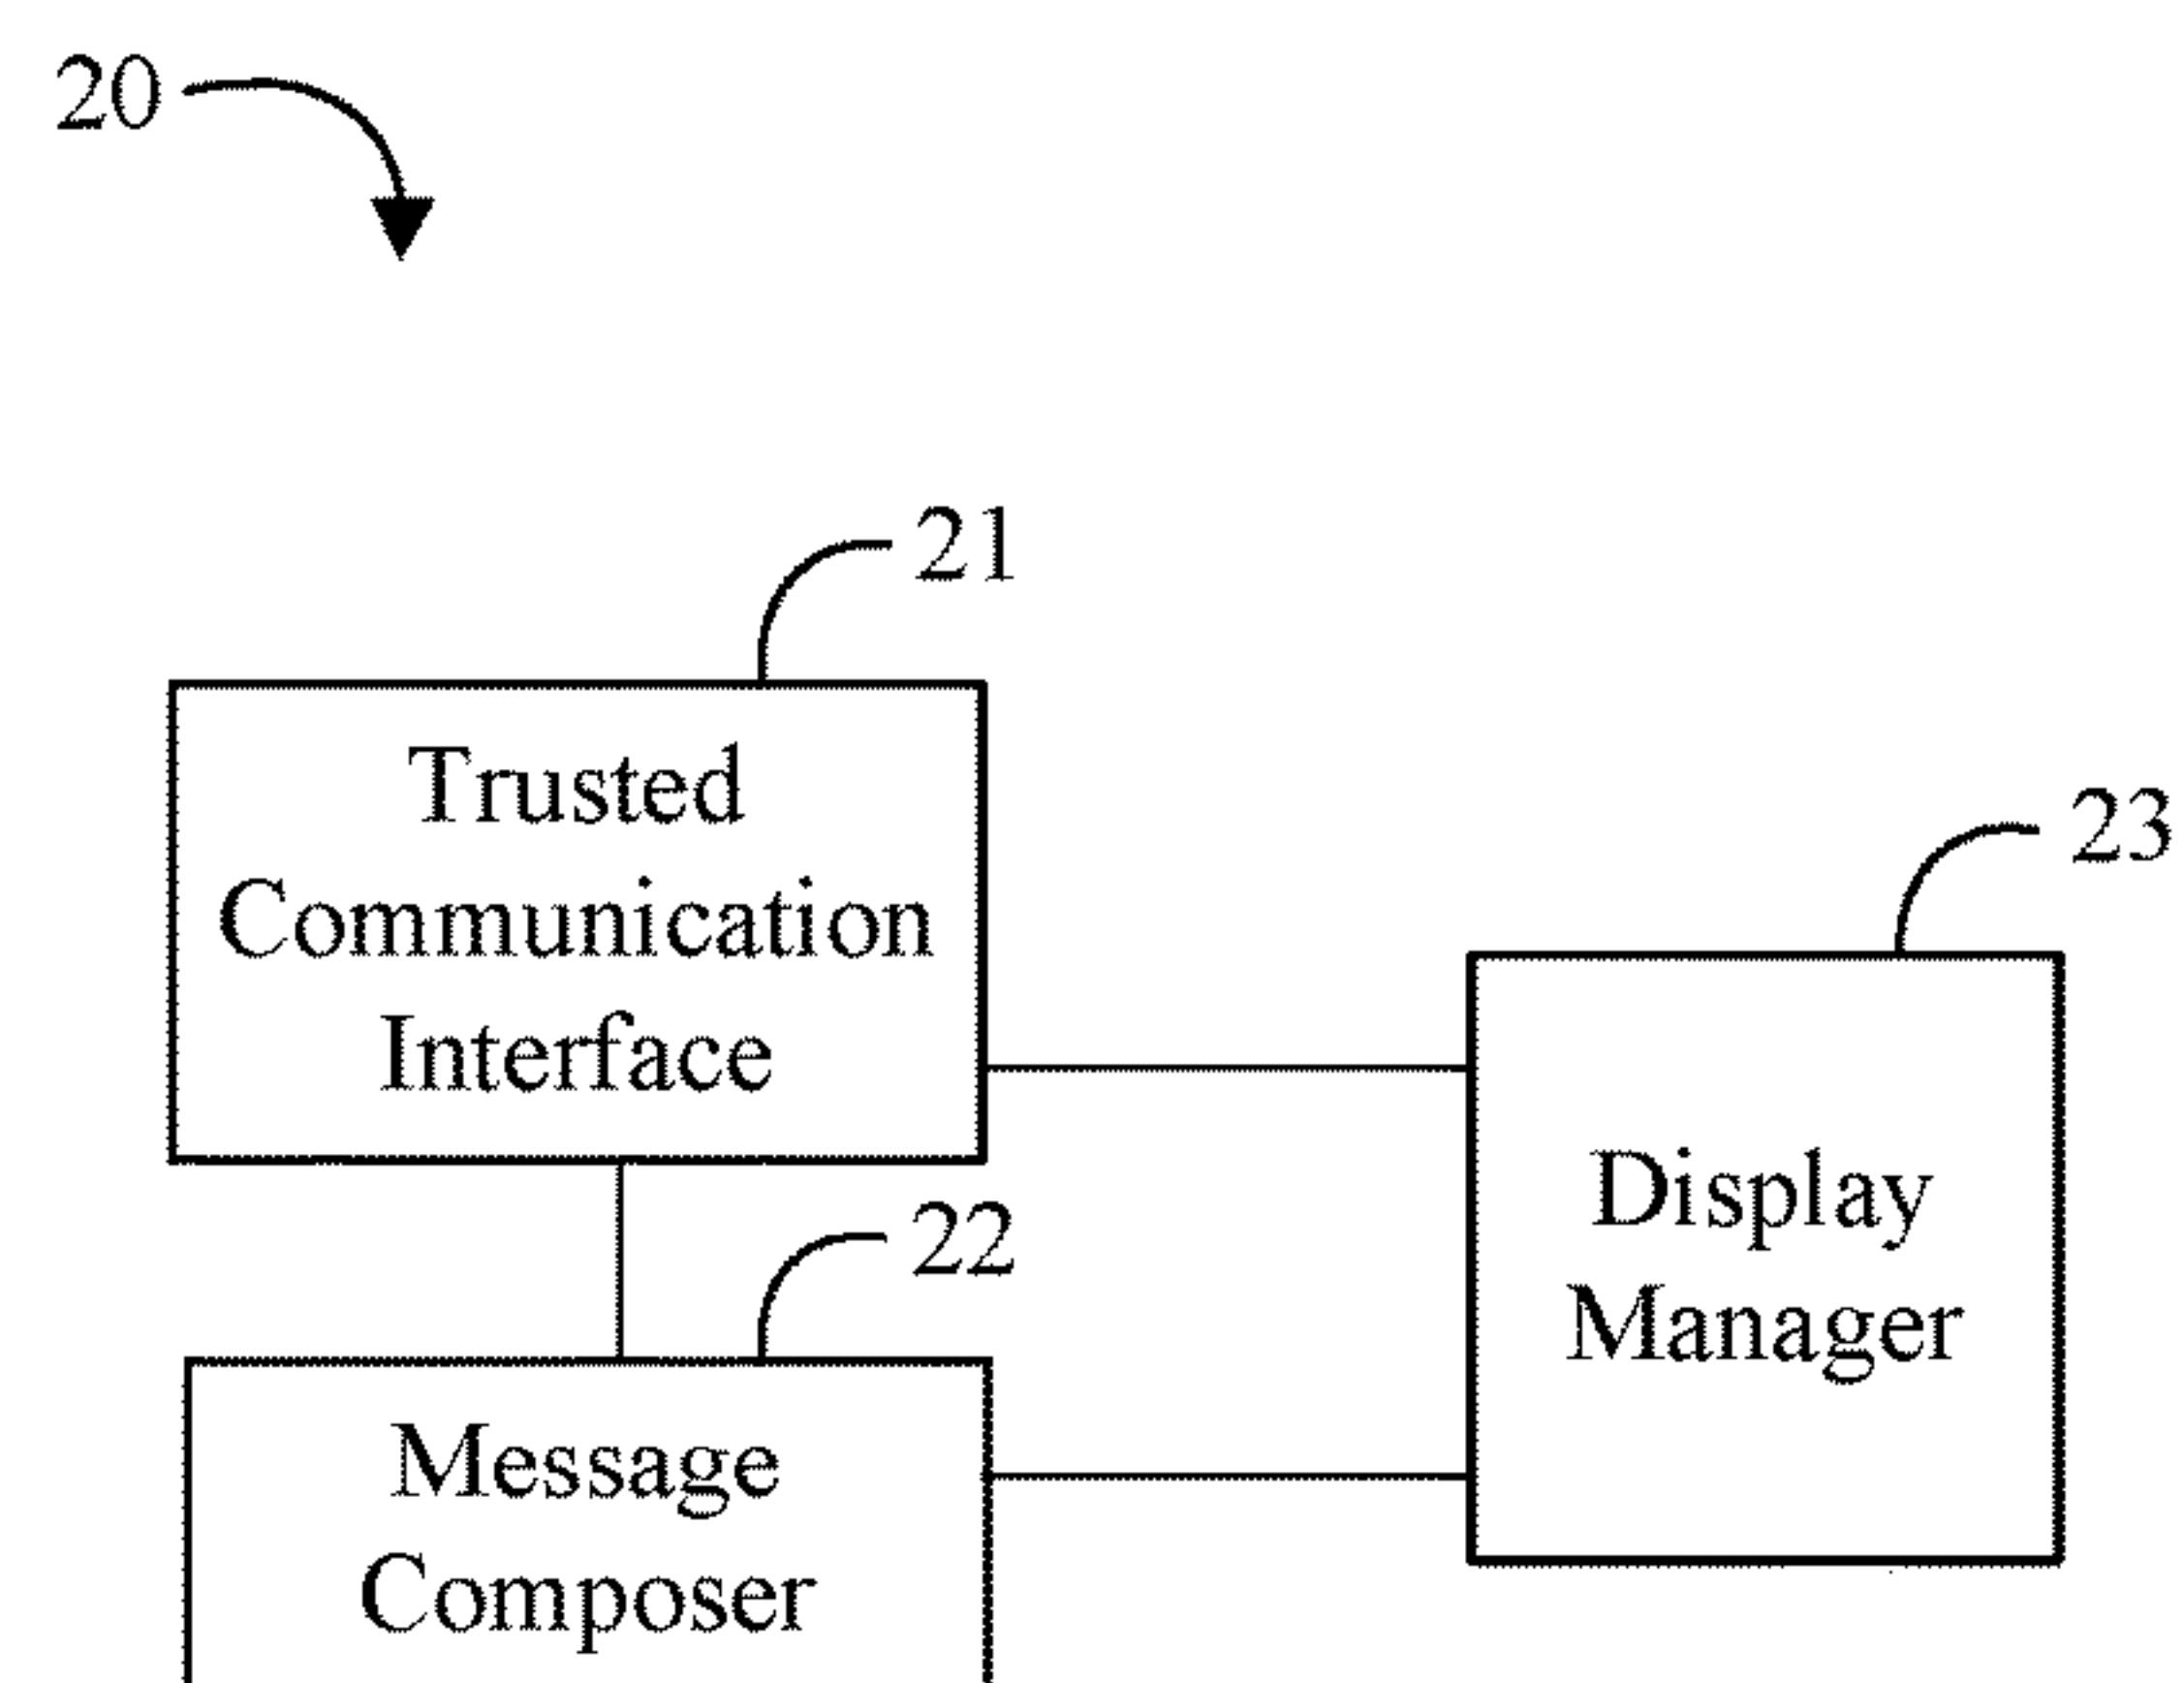 20
21
Trusted
Communication
Interface
23
Display
Manager
22
Message
Composer